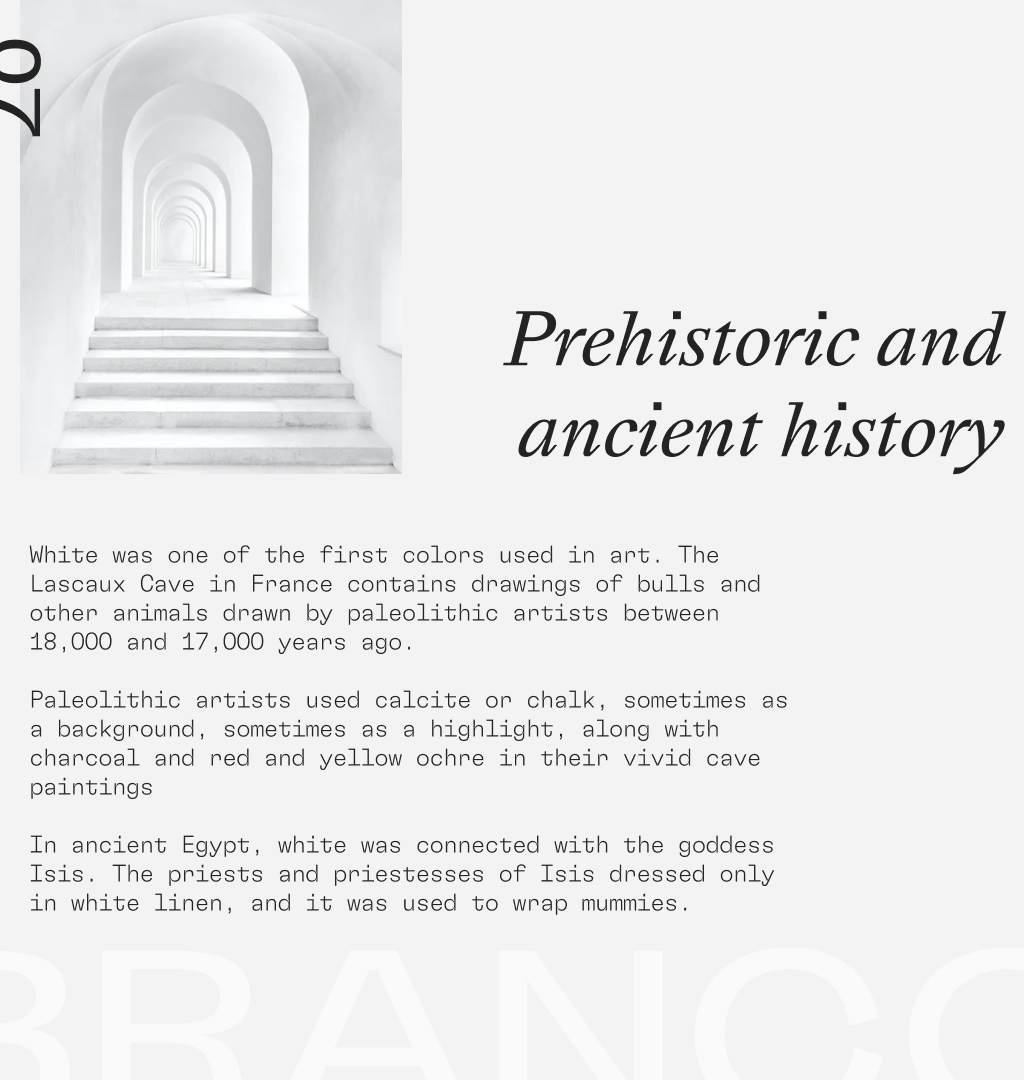 Prehistoric and
ancient history
White was one of the first colors used in art. The
Lascaux Cave in France contains drawings of bulls and
other animals drawn by paleolithic artists between
18,000 and 17,000 years ago.
Paleolithic artists used calcite or chalk, sometimes as
a background, sometimes as a highlight, along with
charcoal and red and yellow ochre in their vivid cave
paintings
In ancient Egypt, white was connected with the goddess
Isis. The priests and priestesses of Isis dressed only
in white linen, and it was used to wrap mummies.
BRANCO